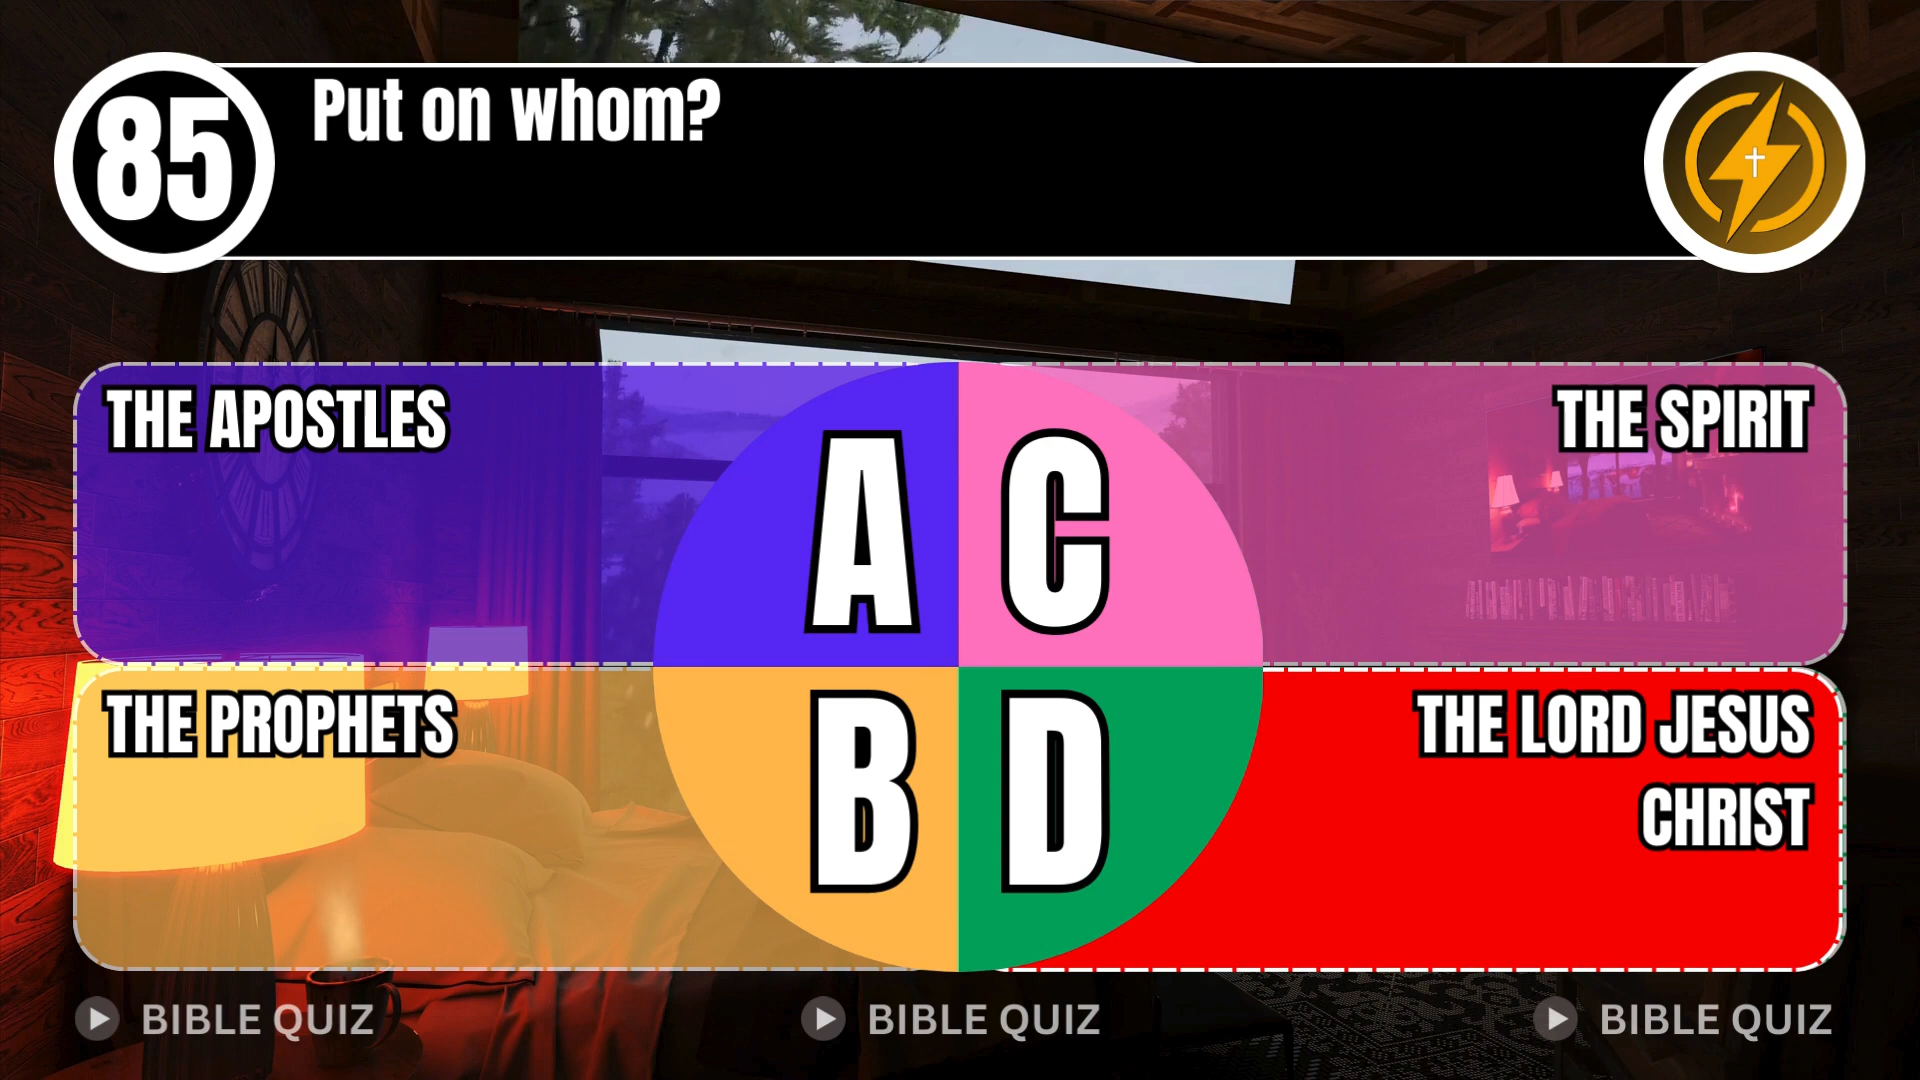 85
Put on whom?
THE APOSTLES
A
C
THE SPIRIT
THE PROPHETS
B
D
THE LORD JESUS
CHRIST
BIBLE QUIZ
BIBLE QUIZ
BIBLE QUIZ